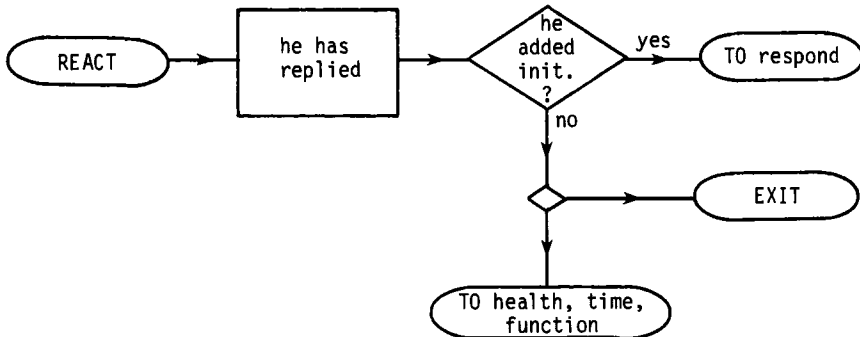 REACT
he has
replied
he
added
init.
?
yes
TO respond
no
EXIT
TO health, time,
function